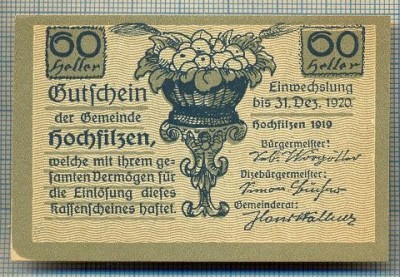 60 Heller
60 Heller
Gutschein
der Gemeinde
Hochfilzen,
welche mit ihrem ge-
samten Vermögen für
die Einlösung dieses
Kassenscheines haftet.
Einwechslung
bis 31. Dez. 1920.
Hochfilzen 1919
Bürgermeister:
Vizebürgermeister:
Simon
Gemeinderat: